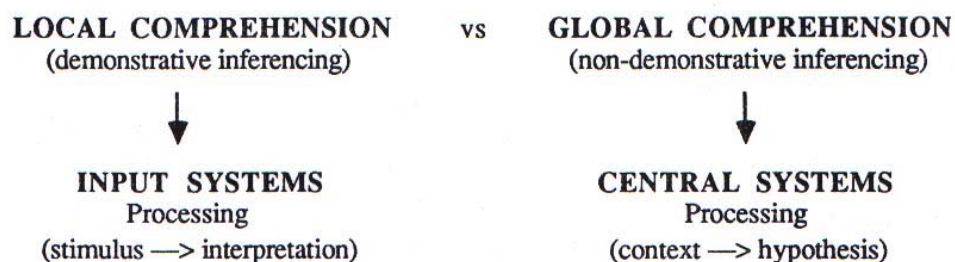 LOCAL COMPREHENSION vs GLOBAL COMPREHENSION
(demonstrative inferencing) (non-demonstrative inferencing)
INPUT SYSTEMS CENTRAL SYSTEMS
Processing Processing
(stimulus —> interpretation) (context —> hypothesis)